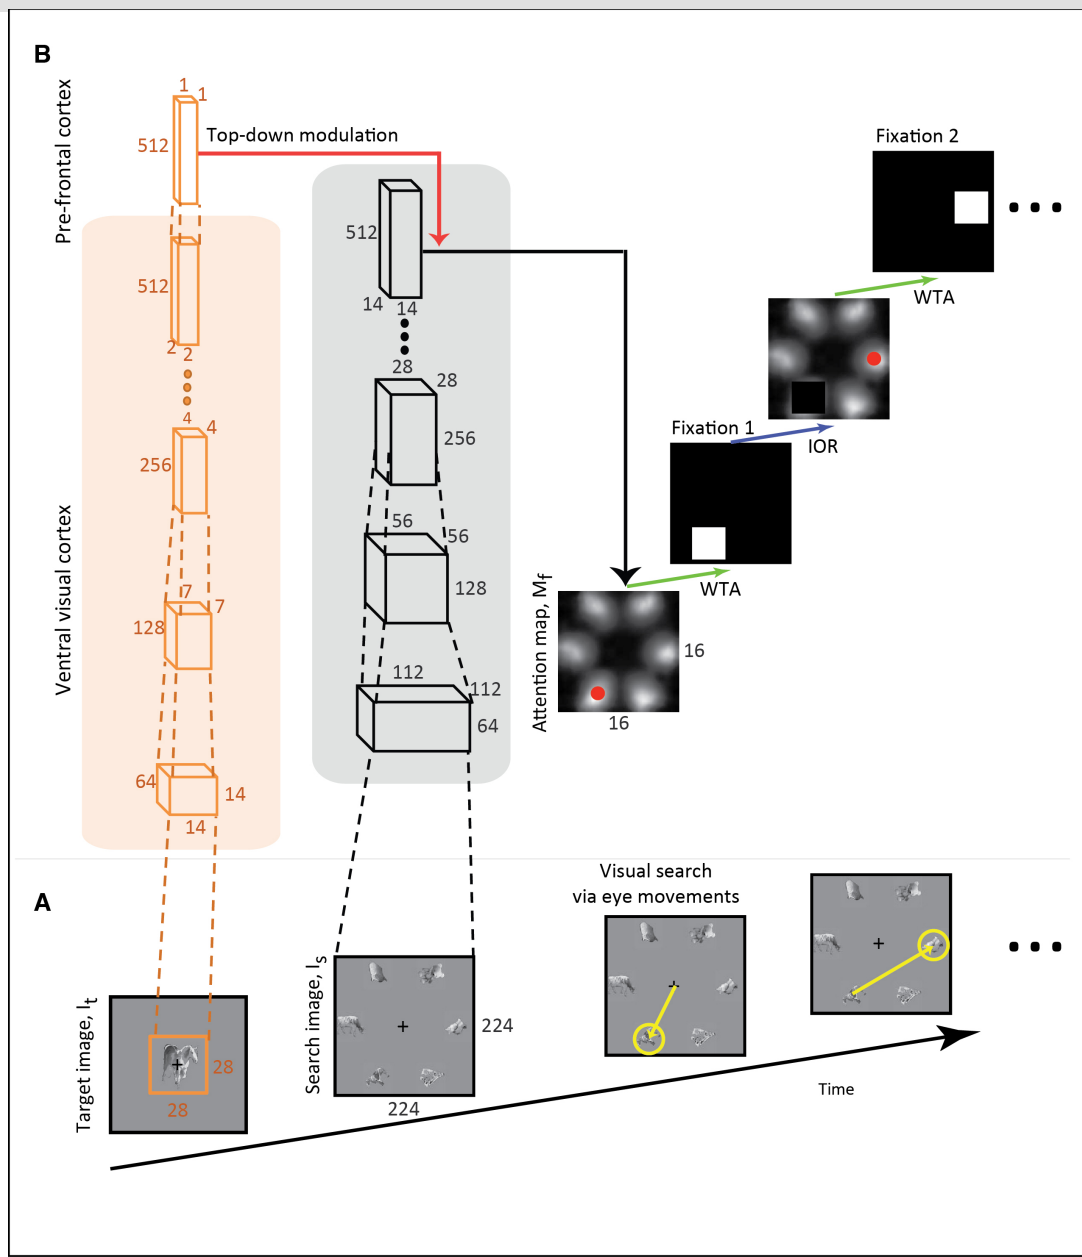 B
Pre-frontal cortex
1
1
512
Top-down modulation
512
2
2
4
4
256
Ventral visual cortex
7
7
128
64
14
14
512
14
14
28
28
256
56
56
128
112
112
64
Attention map, Mf
16
16
WTA
Fixation 1
IOR
WTA
Fixation 2
A
Target image, It
28
28
Search image, Is
224
224
Visual search
via eye movements
Time